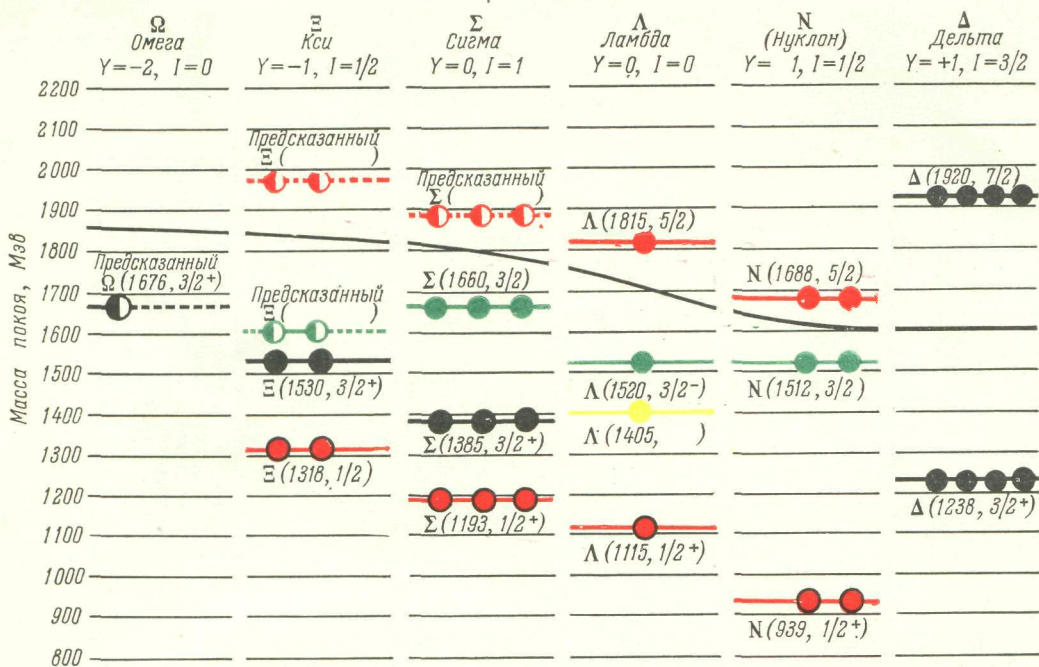 Ω
Омега
Y=−2, I=0
Ξ
Кси
Y=−1, I=1/2
Σ
Сигма
Y=0, I=1
Λ
Ламбда
Y=0, I=0
N
(Нуклон)
Y= 1, I=1/2
Δ
Дельта
Y=+1, I=3/2
Масса покоя, Мэв
2200
2100
2000
1900
1800
1700
1600
1500
1400
1300
1200
1100
1000
900
800
Предсказанный
Ω (1676, 3/2+)
Предсказанный
Ξ ( )
Предсказанный
Ξ ( )
Ξ (1530, 3/2+)
Ξ (1318, 1/2)
Предсказанный
Σ ( )
Σ (1660, 3/2)
Σ (1385, 3/2+)
Σ (1193, 1/2+)
Λ (1815, 5/2)
Λ (1520, 3/2−)
Λ (1405, )
Λ (1115, 1/2+)
N (1688, 5/2)
N (1512, 3/2)
N (939, 1/2+)
Δ (1920, 7/2)
Δ (1238, 3/2+)